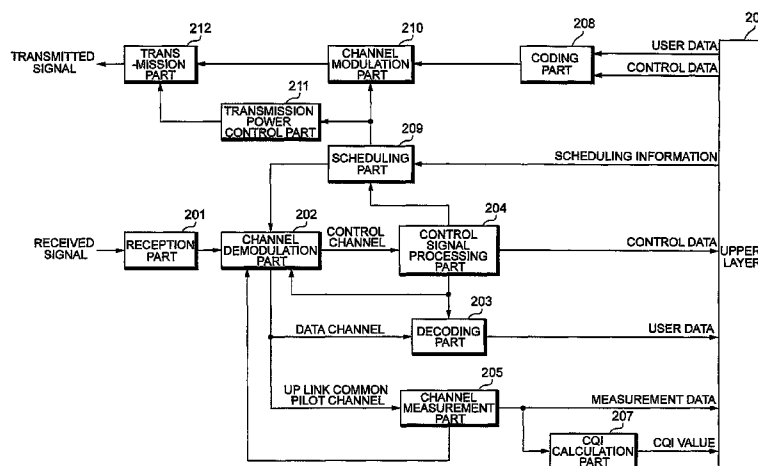 212
210
208
20
TRANSMITTED
SIGNAL
TRANS
-MISSION
PART
CHANNEL
MODULATION
PART
CODING
PART
USER DATA
CONTROL DATA
211
TRANSMISSION
POWER
CONTROL PART
209
SCHEDULING
PART
SCHEDULING INFORMATION
201
202
204
RECEIVED
SIGNAL
RECEPTION
PART
CHANNEL
DEMODULATION
PART
CONTROL
CHANNEL
CONTROL
SIGNAL
PROCESSING
PART
CONTROL DATA
UPPER
LAYER
203
DATA CHANNEL
DECODING
PART
USER DATA
205
UP LINK COMMON
PILOT CHANNEL
CHANNEL
MEASUREMENT
PART
MEASUREMENT DATA
207
CQI
CALCULATION
PART
CQI VALUE